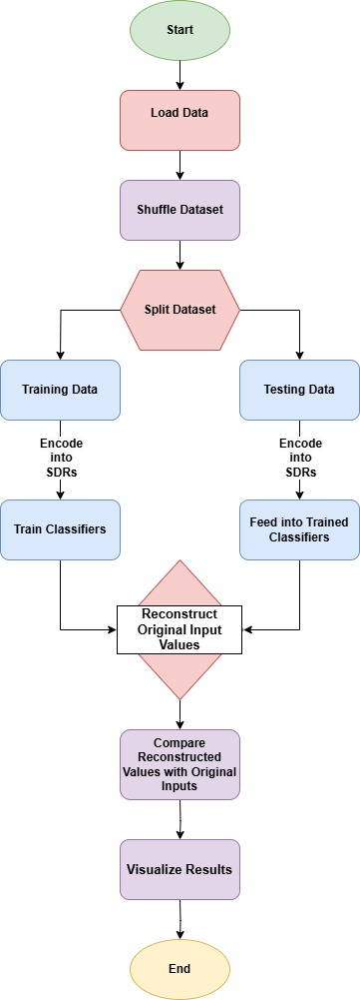 Start
Load Data
Shuffle Dataset
Split Dataset
Training Data
Testing Data
Encode
into
SDRs
Encode
into
SDRs
Train Classifiers
Feed into Trained
Classifiers
Reconstruct
Original Input
Values
Compare
Reconstructed
Values with Original
Inputs
Visualize Results
End